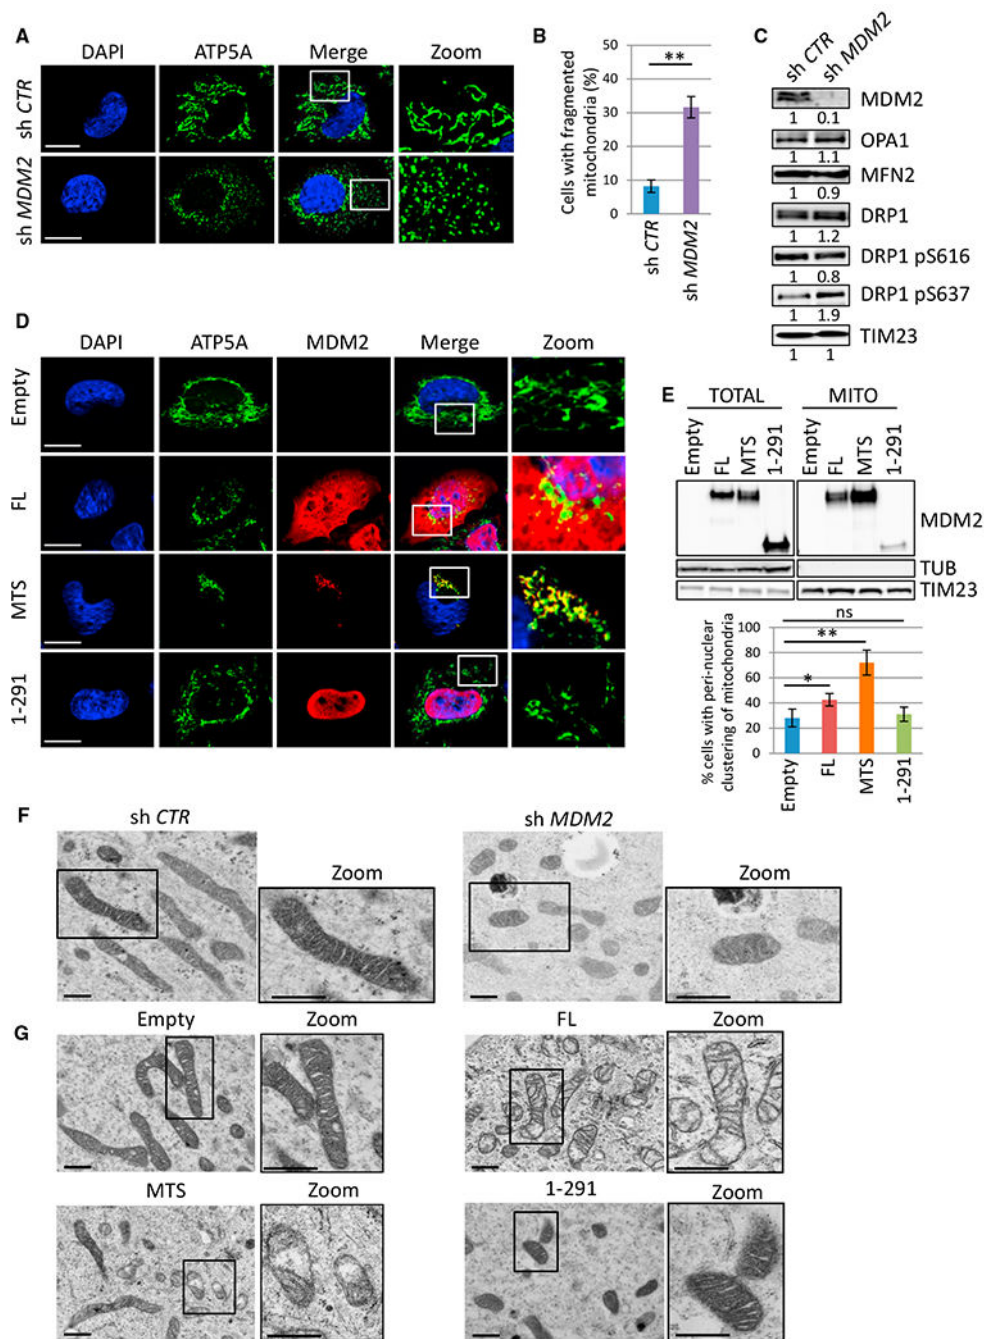 A
DAPI ATP5A Merge Zoom
sh CTR
sh MDM2
B
Cells with fragmented
mitochondria (%)
50
40
30
20
10
0
**
sh CTR
sh MDM2
C
sh CTR sh MDM2
MDM2
1 0.1
OPA1
1 1.1
MFN2
1 0.9
DRP1
1 1.2
DRP1 pS616
1 0.8
DRP1 pS637
1 1.9
TIM23
1 1
D
DAPI ATP5A MDM2 Merge Zoom
Empty
FL
MTS
1-291
E
TOTAL MITO
Empty FL MTS 1-291 Empty FL MTS 1-291
MDM2
TUB
TIM23
% cells with peri-nuclear
clustering of mitochondria
100
80
60
40
20
0
ns
**
*
Empty FL MTS 1-291
F
sh CTR Zoom
sh MDM2 Zoom
G
Empty Zoom
FL Zoom
MTS Zoom
1-291 Zoom